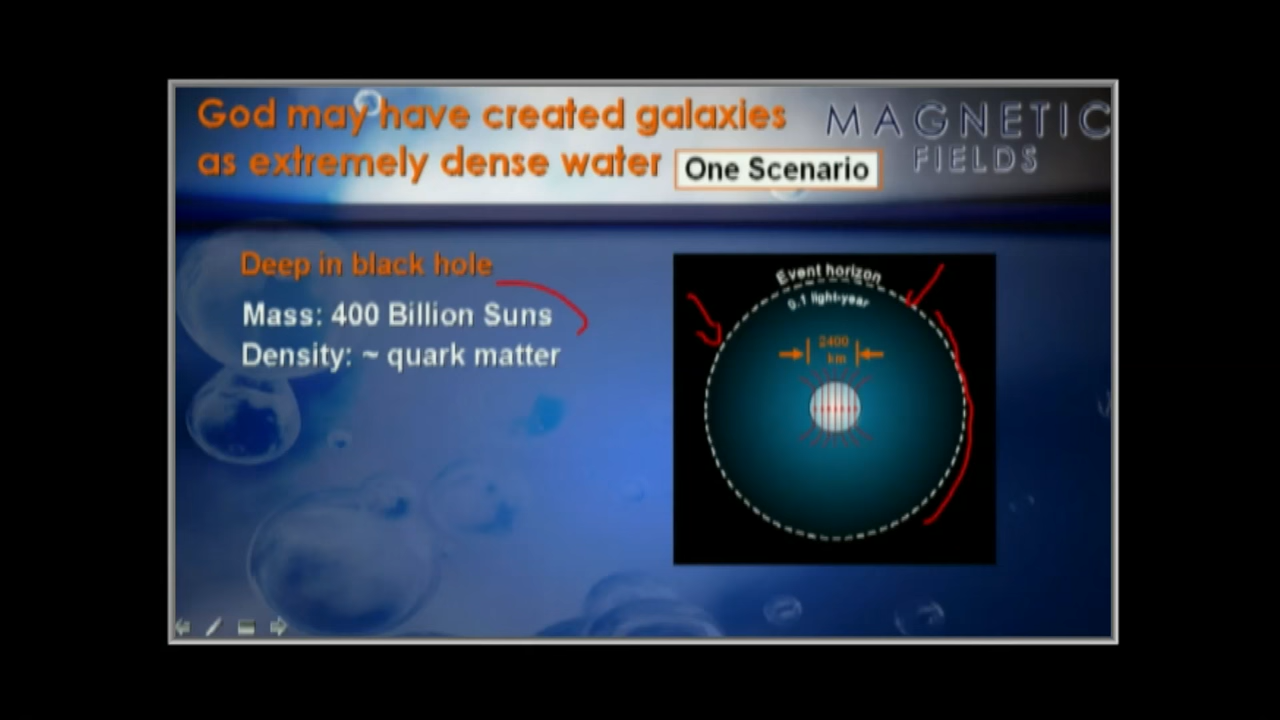 God may have created galaxies
as extremely dense water
One Scenario
MAGNETIC
FIELDS
Deep in black hole
Mass: 400 Billion Suns
Density: ~ quark matter
Event horizon
0.1 light-year
2400
km